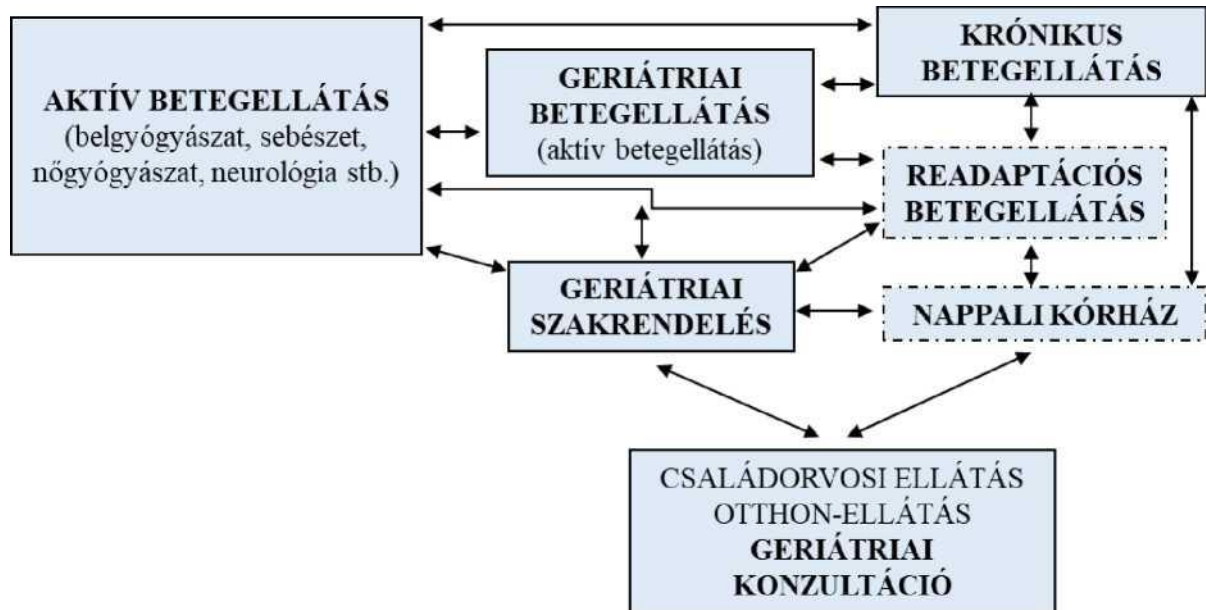 AKTÍV BETEGELLÁTÁS
(belgyógyászat, sebészet,
nőgyógyászat, neurológia stb.)
GERIÁTRIAI
BETEGELLÁTÁS
(aktív betegellátás)
KRÓNIKUS
BETEGELLÁTÁS
READAPTÁCIÓS
BETEGELLÁTÁS
GERIÁTRIAI
SZAKRENDELÉS
NAPPALI KÓRHÁZ
CSALÁDORVOSI ELLÁTÁS
OTTHON-ELLÁTÁS
GERIÁTRIAI
KONZULTÁCIÓ